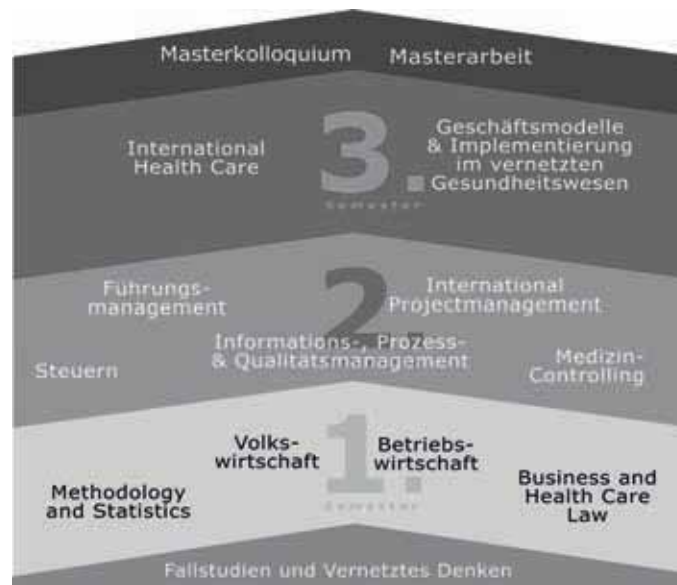 Masterkolloquium
Masterarbeit
International
Health Care
3.
Semester
Geschäftsmodelle
& Implementierung
im vernetzten
Gesundheitswesen
Führungs-
management
2.
International
Projectmanagement
Steuern
Informations-, Prozess-
& Qualitätsmanagement
Medizin-
Controlling
Methodology
and Statistics
Volks-
wirtschaft
1.
Semester
Betriebs-
wirtschaft
Business and
Health Care
Law
Fallstudien und Vernetztes Denken